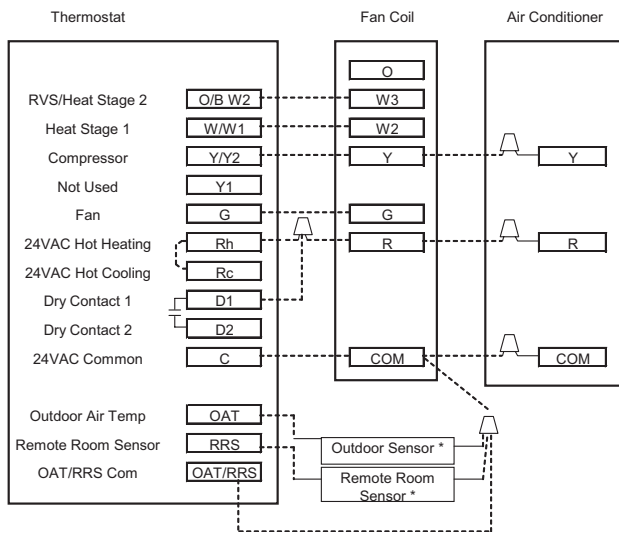 Thermostat Fan Coil Air Conditioner
O
RVS/Heat Stage 2 O/B W2 W3
Heat Stage 1 W/W1 W2
Compressor Y/Y2 Y Y
Not Used Y1
Fan G G
24VAC Hot Heating Rh R R
24VAC Hot Cooling Rc
Dry Contact 1 D1
Dry Contact 2 D2
24VAC Common C COM COM
Outdoor Air Temp OAT
Outdoor Sensor *
Remote Room Sensor RRS
OAT/RRS Com OAT/RRS
Remote Room
Sensor *